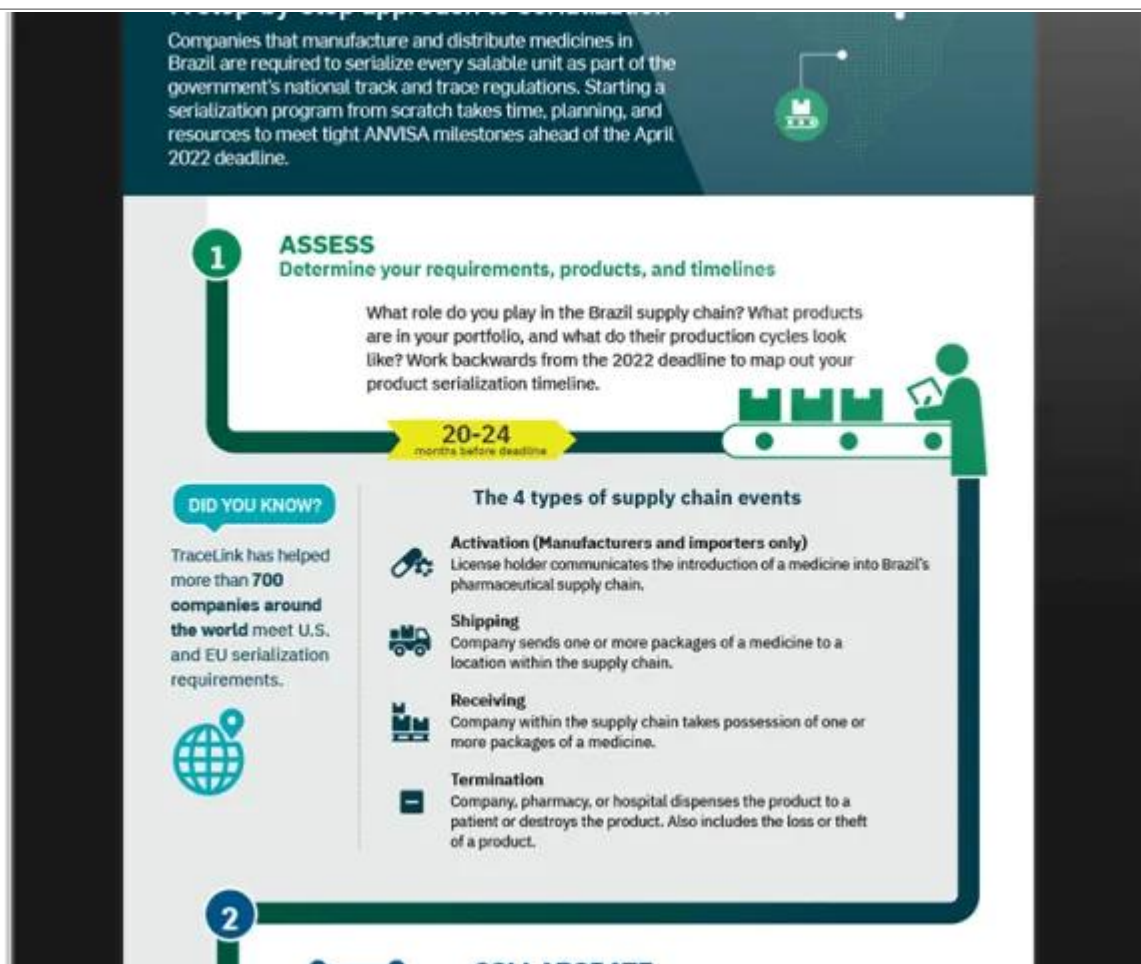 A step-by-step approach to serialization
Companies that manufacture and distribute medicines in
Brazil are required to serialize every salable unit as part of the
government's national track and trace regulations. Starting a
serialization program from scratch takes time, planning, and
resources to meet tight ANVISA milestones ahead of the April
2022 deadline.
1
ASSESS
Determine your requirements, products, and timelines
What role do you play in the Brazil supply chain? What products
are in your portfolio, and what do their production cycles look
like? Work backwards from the 2022 deadline to map out your
product serialization timeline.
20-24
months before deadline
DID YOU KNOW?
TraceLink has helped
more than 700
companies around
the world meet U.S.
and EU serialization
requirements.
The 4 types of supply chain events
Activation (Manufacturers and importers only)
License holder communicates the introduction of a medicine into Brazil's
pharmaceutical supply chain.
Shipping
Company sends one or more packages of a medicine to a
location within the supply chain.
Receiving
Company within the supply chain takes possession of one or
more packages of a medicine.
Termination
Company, pharmacy, or hospital dispenses the product to a
patient or destroys the product. Also includes the loss or theft
of a product.
2
COLLABORATE